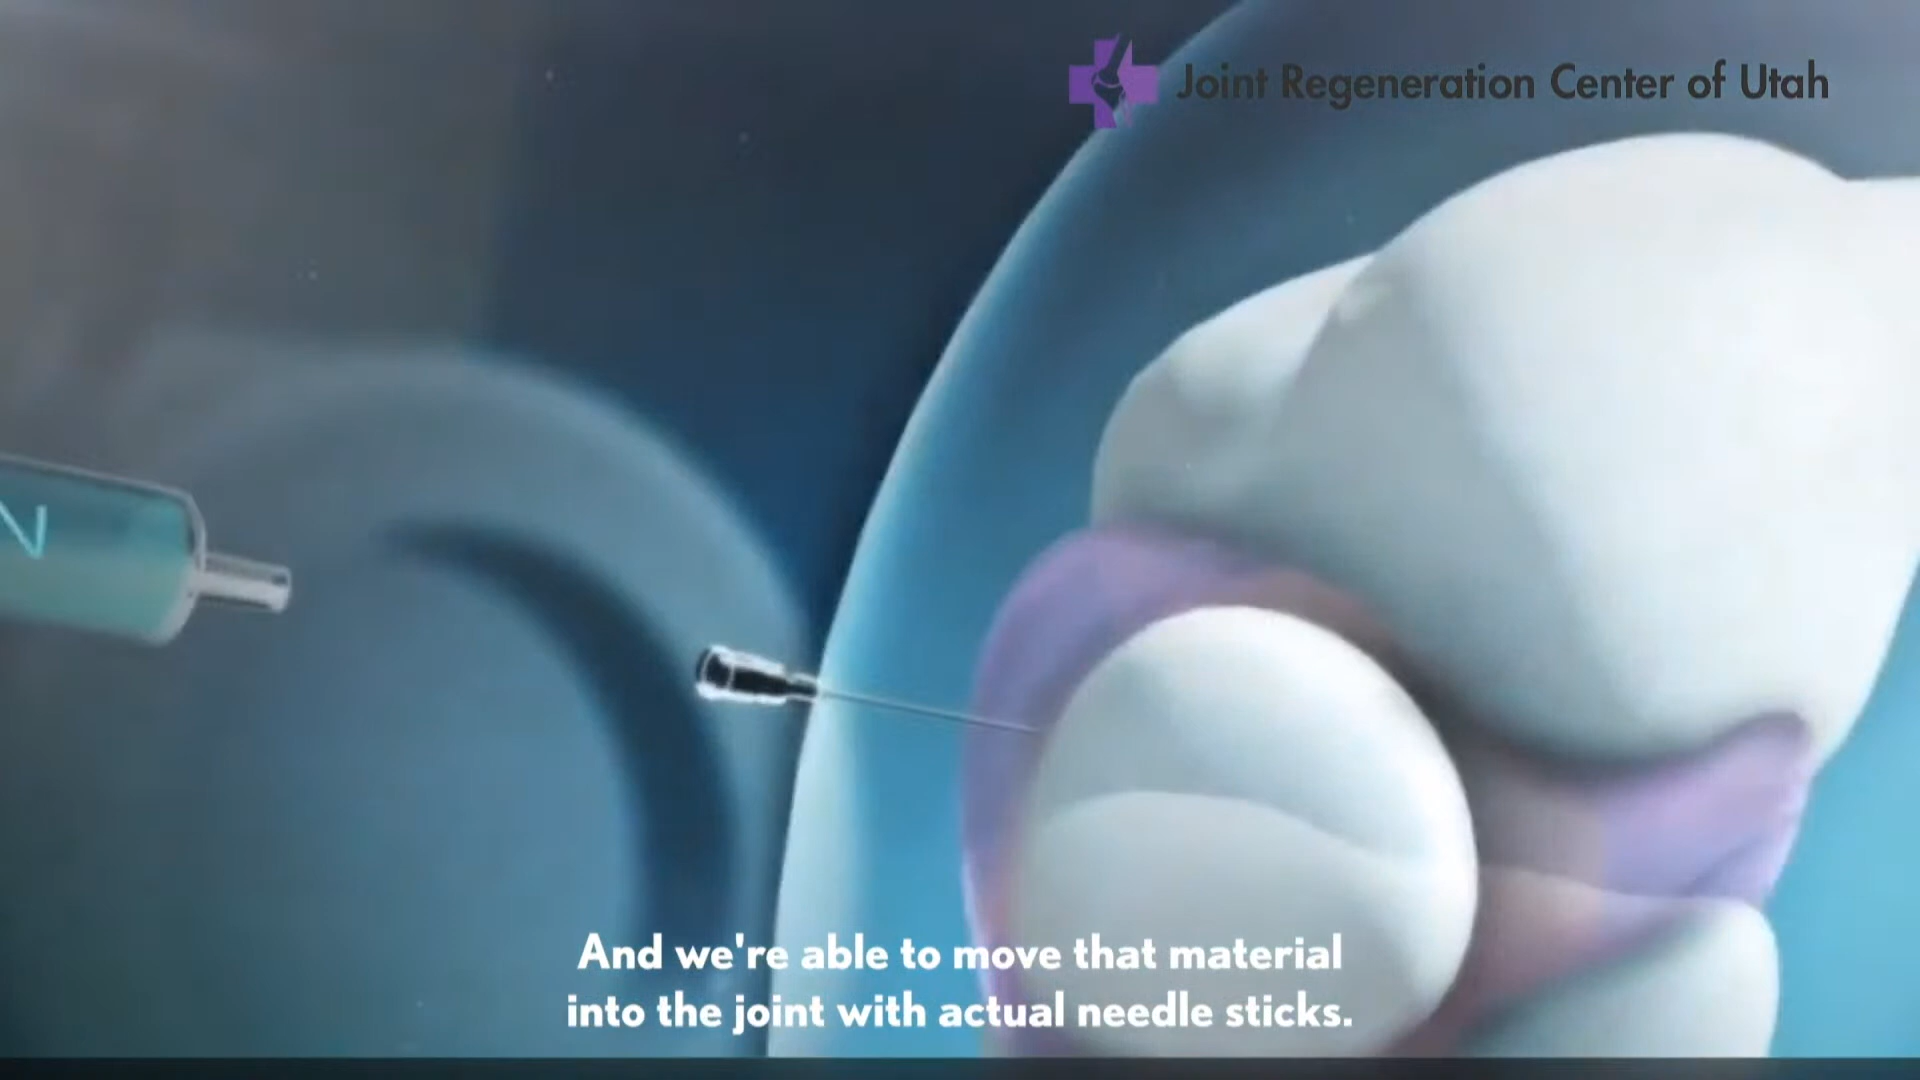 Joint Regeneration Center of Utah
N
And we're able to move that material
into the joint with actual needle sticks.